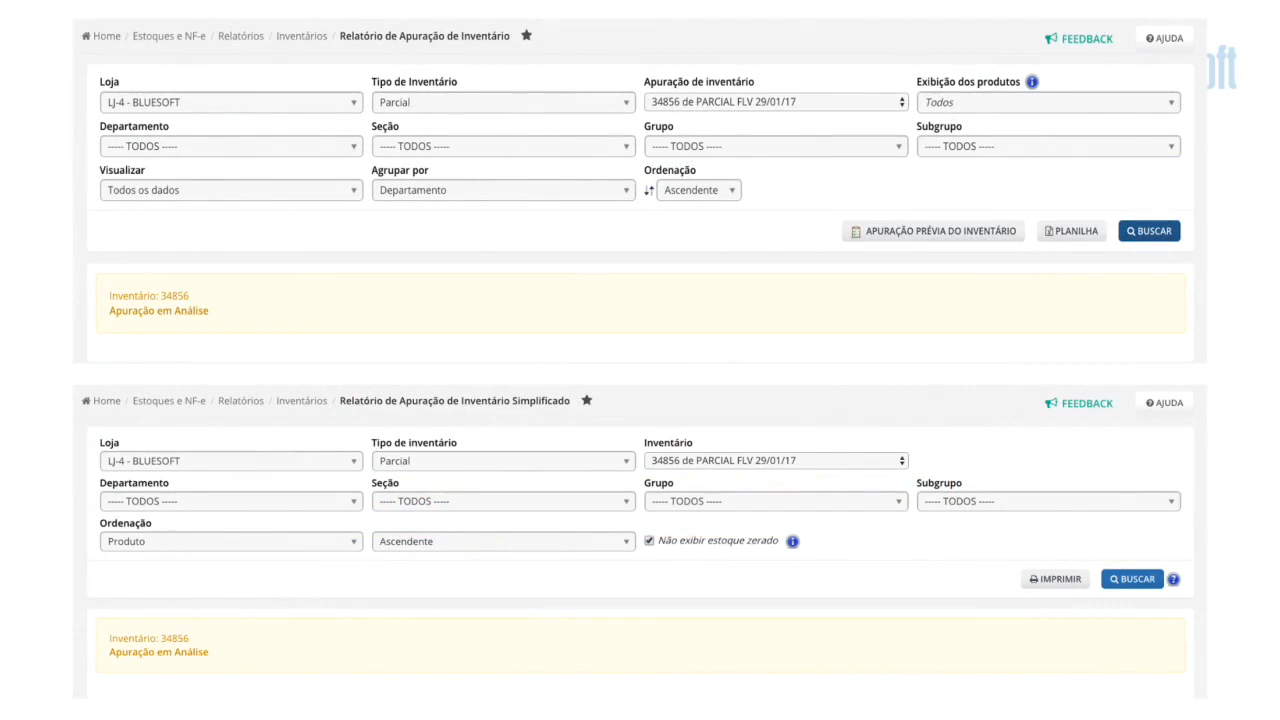 Home / Estoques e NF-e / Relatórios / Inventários / Relatório de Apuração de Inventário
FEEDBACK
AJUDA
Loja
Tipo de Inventário
Apuração de inventário
Exibição dos produtos
LJ-4 - BLUESOFT
Parcial
34856 de PARCIAL FLV 29/01/17
Todos
Departamento
Seção
Grupo
Subgrupo
----- TODOS -----
----- TODOS -----
----- TODOS -----
----- TODOS -----
Visualizar
Agrupar por
Ordenação
Todos os dados
Departamento
Ascendente
APURAÇÃO PRÉVIA DO INVENTÁRIO
PLANILHA
BUSCAR
Inventário: 34856
Apuração em Análise
Home / Estoques e NF-e / Relatórios / Inventários / Relatório de Apuração de Inventário Simplificado
FEEDBACK
AJUDA
Loja
Tipo de inventário
Inventário
LJ-4 - BLUESOFT
Parcial
34856 de PARCIAL FLV 29/01/17
Departamento
Seção
Grupo
Subgrupo
----- TODOS -----
----- TODOS -----
----- TODOS -----
----- TODOS -----
Ordenação
Produto
Ascendente
Não exibir estoque zerado
IMPRIMIR
BUSCAR
Inventário: 34856
Apuração em Análise